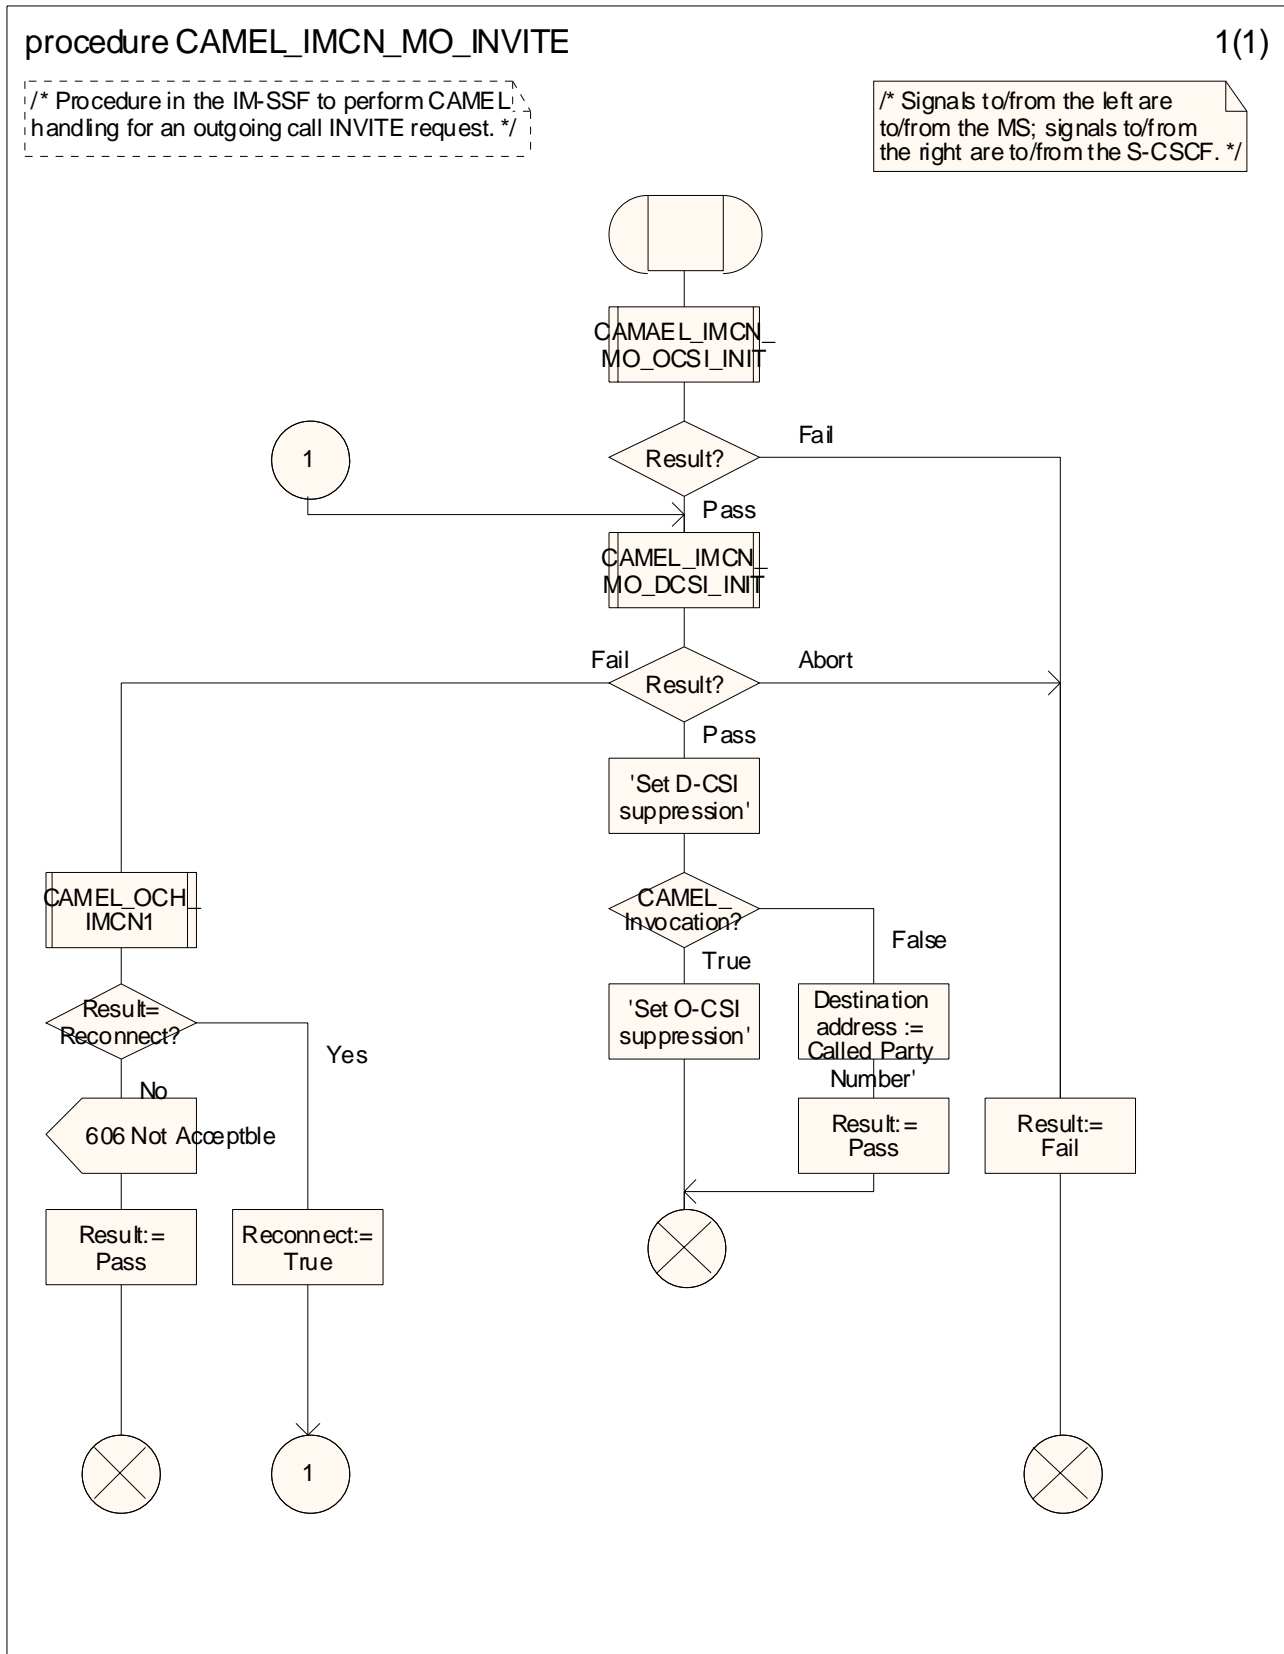 procedure CAMEL_IMCN_MO_INVITE
1(1)
/* Procedure in the IM-SSF to perform CAMEL
handling for an outgoing call INVITE request. */
/* Signals to/from the left are
to/from the MS; signals to/from
the right are to/from the S-CSCF. */
CAMAEL_IMCN_
MO_OCSI_INIT
1
Result?
Fail
Pass
CAMEL_IMCN_
MO_DCSI_INIT
Fail
Result?
Abort
Pass
'Set D-CSI
suppression'
CAMEL_OCH_
IMCN1
CAMEL_
Invocation?
False
True
Result=
Reconnect?
Yes
No
'Set O-CSI
suppression'
Destination
address :=
Called Party
Number'
606 Not Acceptble
Result:=
Pass
Result:=
Fail
Result:=
Pass
Reconnect:=
True
1